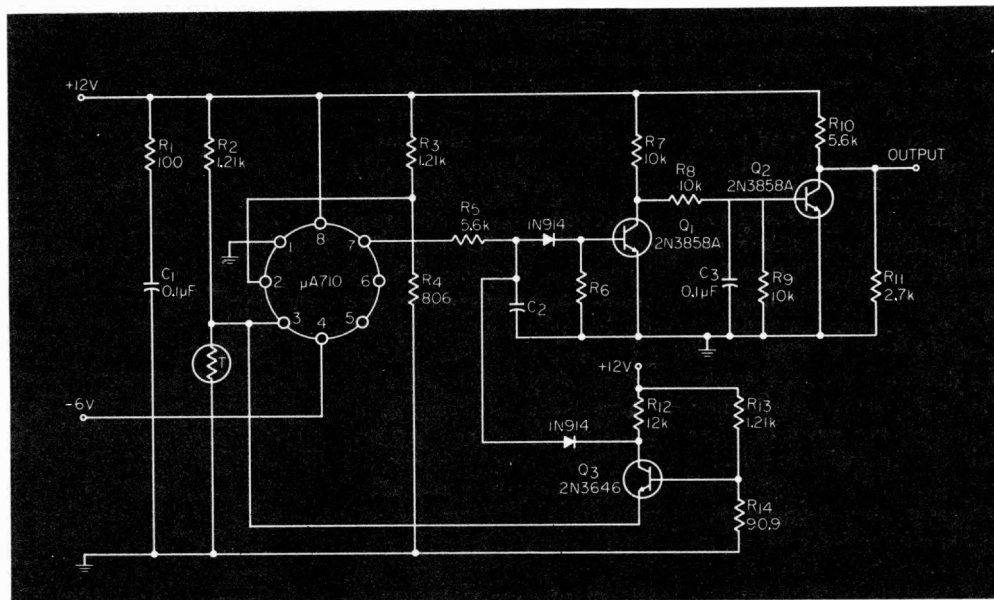 +12V
R1
100
R2
1.21k
R3
1.21k
R7
10k
R10
5.6k
OUTPUT
R8
10k
Q2
2N3858A
R5
5.6k
1N914
Q1
2N3858A
1
8
7
2
μA710
6
3
4
5
C1
0.1μF
R4
806
C2
R6
C3
0.1μF
R9
10k
R11
2.7k
T
+12V
-6V
R12
12k
R13
1.21k
1N914
Q3
2N3646
R14
90.9